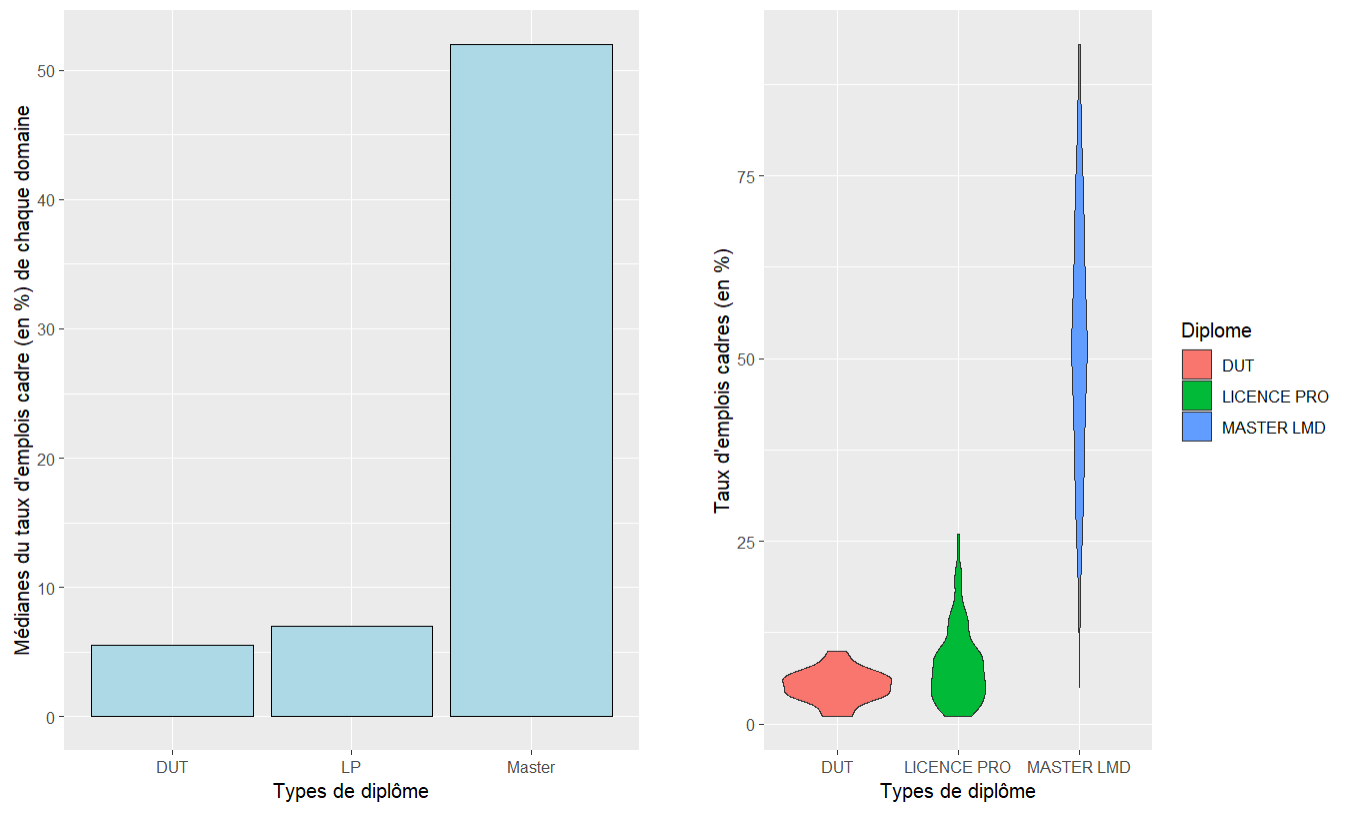 Médianes du taux d'emplois cadre (en %) de chaque domaine
50
40
30
20
10
0
DUT LP Master
Types de diplôme
Taux d'emplois cadres (en %)
75
50
25
0
DUT LICENCE PRO MASTER LMD
Types de diplôme
Diplome
DUT
LICENCE PRO
MASTER LMD